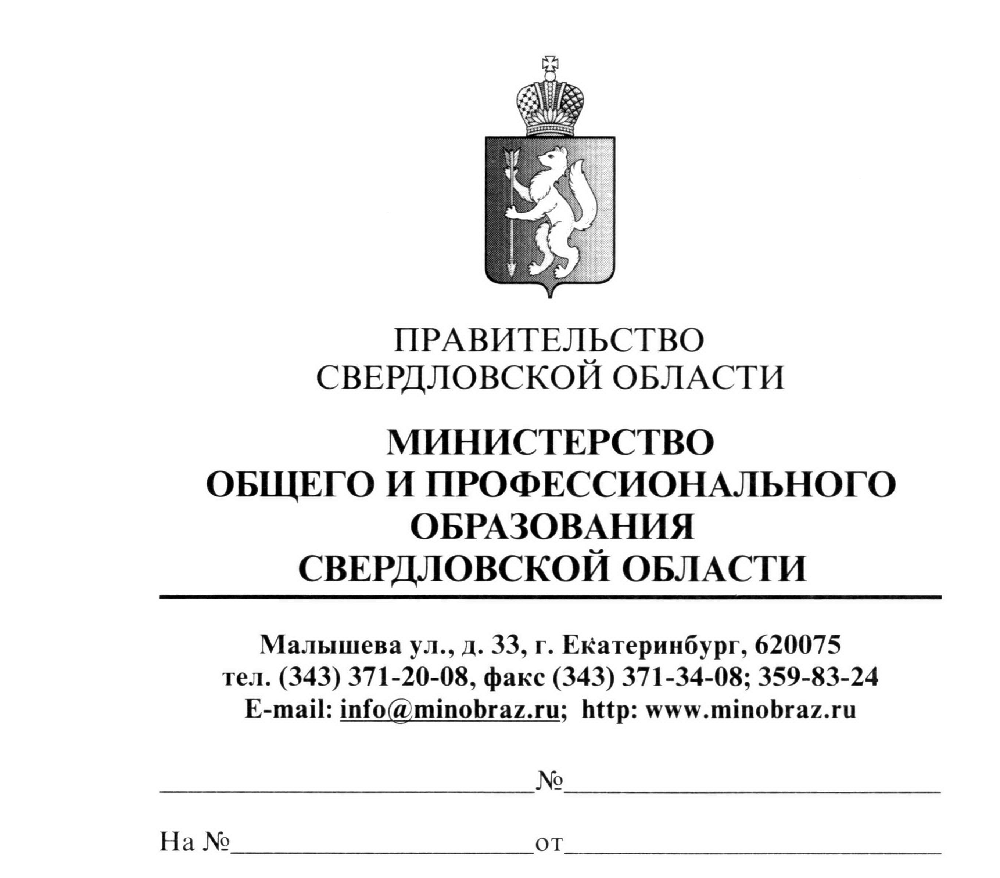 ПРАВИТЕЛЬСТВО
СВЕРДЛОВСКОЙ ОБЛАСТИ
МИНИСТЕРСТВО
ОБЩЕГО И ПРОФЕССИОНАЛЬНОГО
ОБРАЗОВАНИЯ
СВЕРДЛОВСКОЙ ОБЛАСТИ
Малышева ул., д. 33, г. Екатеринбург, 620075
тел. (343) 371-20-08, факс (343) 371-34-08; 359-83-24
E-mail: info@minobraz.ru; http: www.minobraz.ru
№
На № от